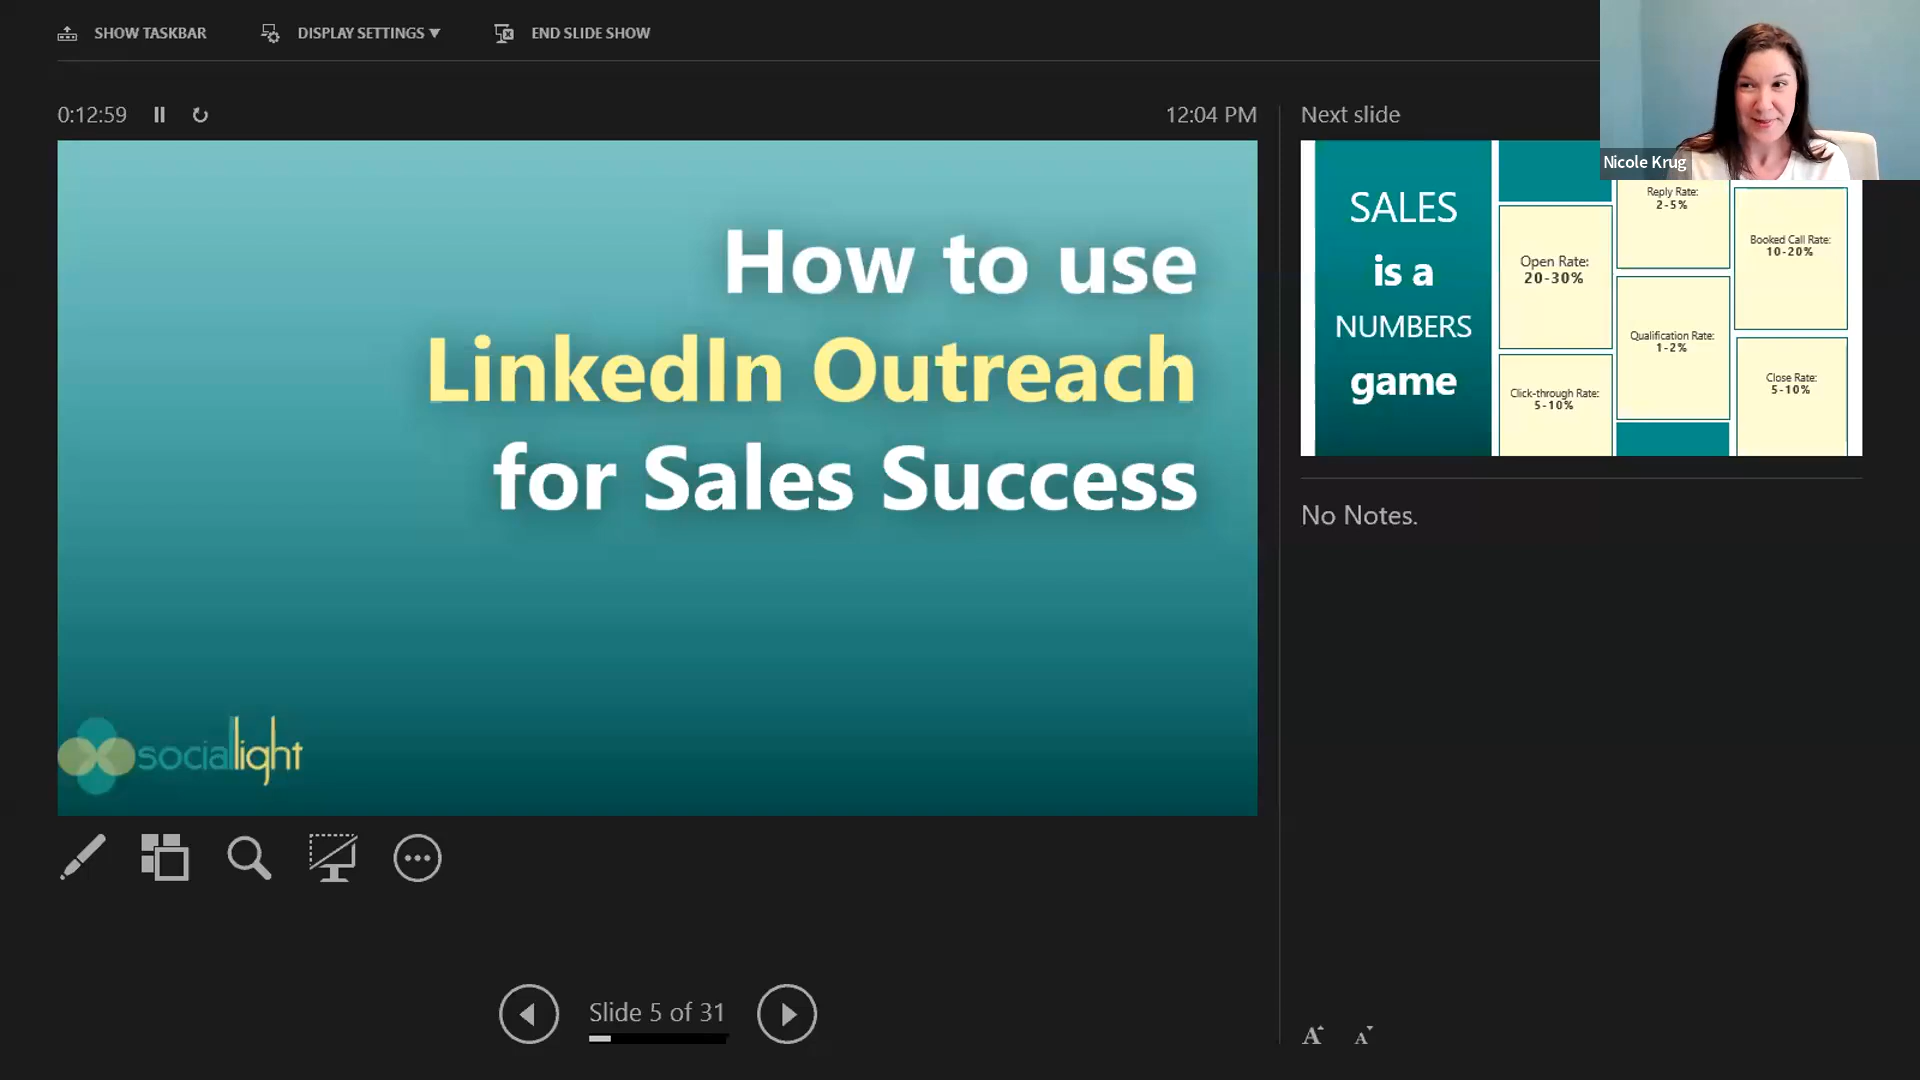 SHOW TASKBAR
DISPLAY SETTINGS ▼
END SLIDE SHOW
0:12:59
12:04 PM
Next slide
Nicole Krug
How to use
LinkedIn Outreach
for Sales Success
sociallight
SALES
is a
NUMBERS
game
Open Rate:
20-30%
Click-through Rate:
5-10%
Reply Rate:
2-5%
Qualification Rate:
1-2%
Booked Call Rate:
10-20%
Close Rate:
5-10%
No Notes.
Slide 5 of 31
A
A